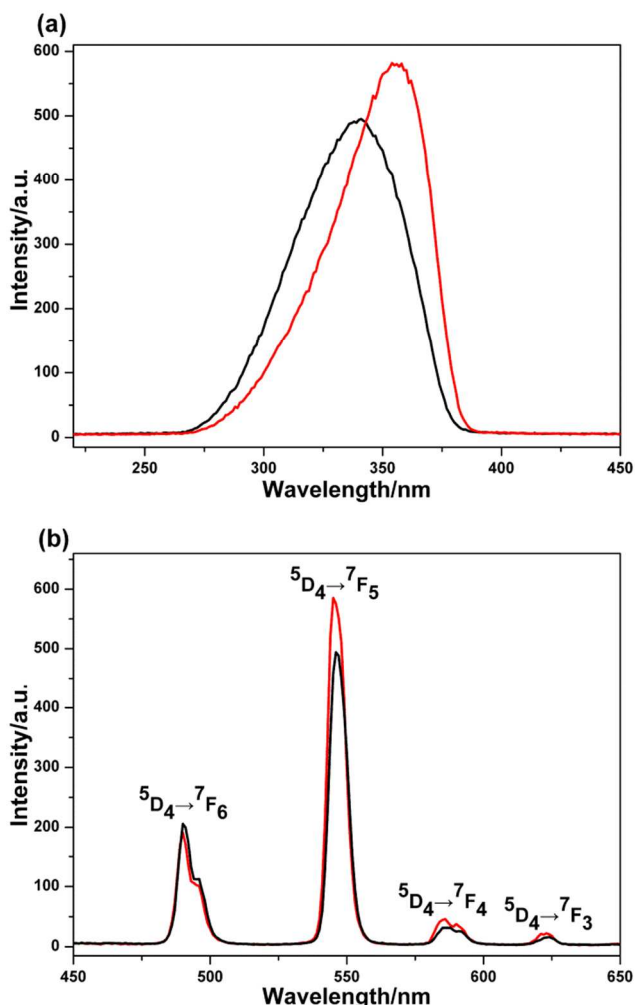 (a)
600
500
400
300
200
100
0
Intensity/a.u.
250 300 350 400 450
Wavelength/nm
(b)
600
500
400
300
200
100
0
Intensity/a.u.
⁵D₄→⁷F₅
⁵D₄→⁷F₆
⁵D₄→⁷F₄
⁵D₄→⁷F₃
450 500 550 600 650
Wavelength/nm